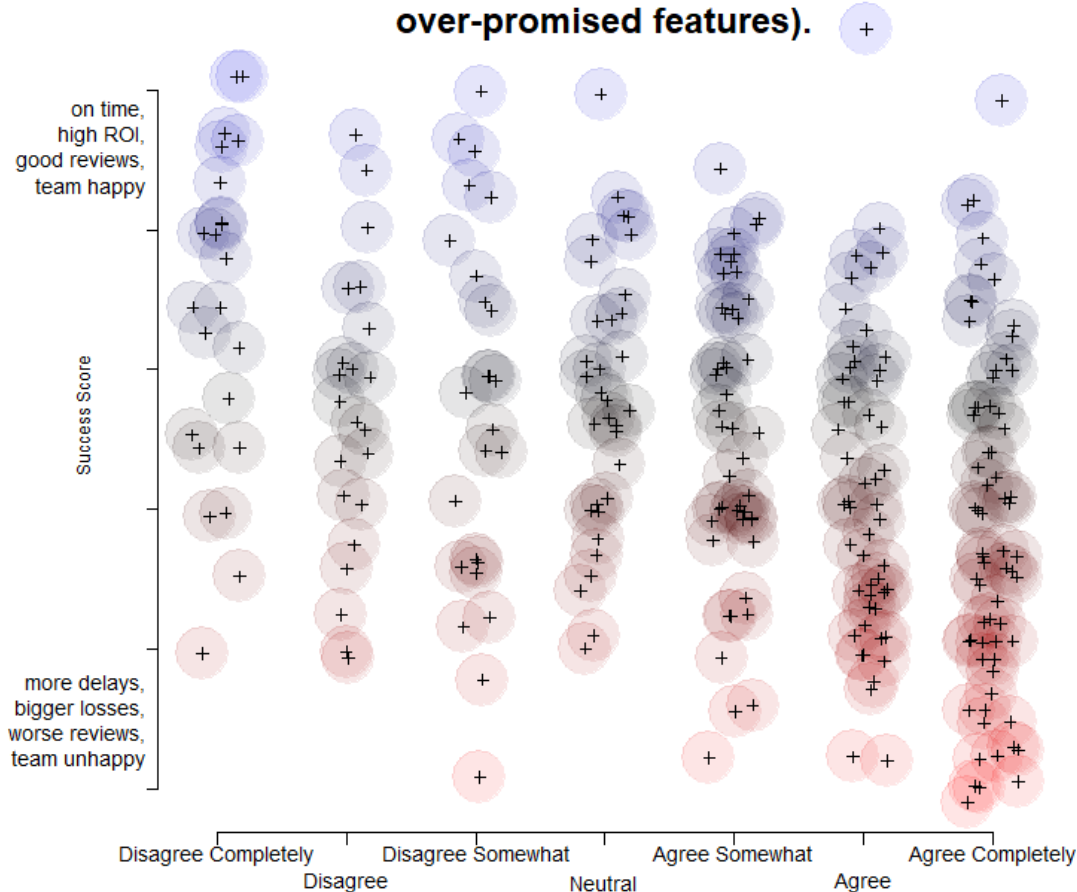 over-promised features).
on time,
high ROI,
good reviews,
team happy
Success Score
more delays,
bigger losses,
worse reviews,
team unhappy
Disagree Completely
Disagree
Disagree Somewhat
Neutral
Agree Somewhat
Agree
Agree Completely